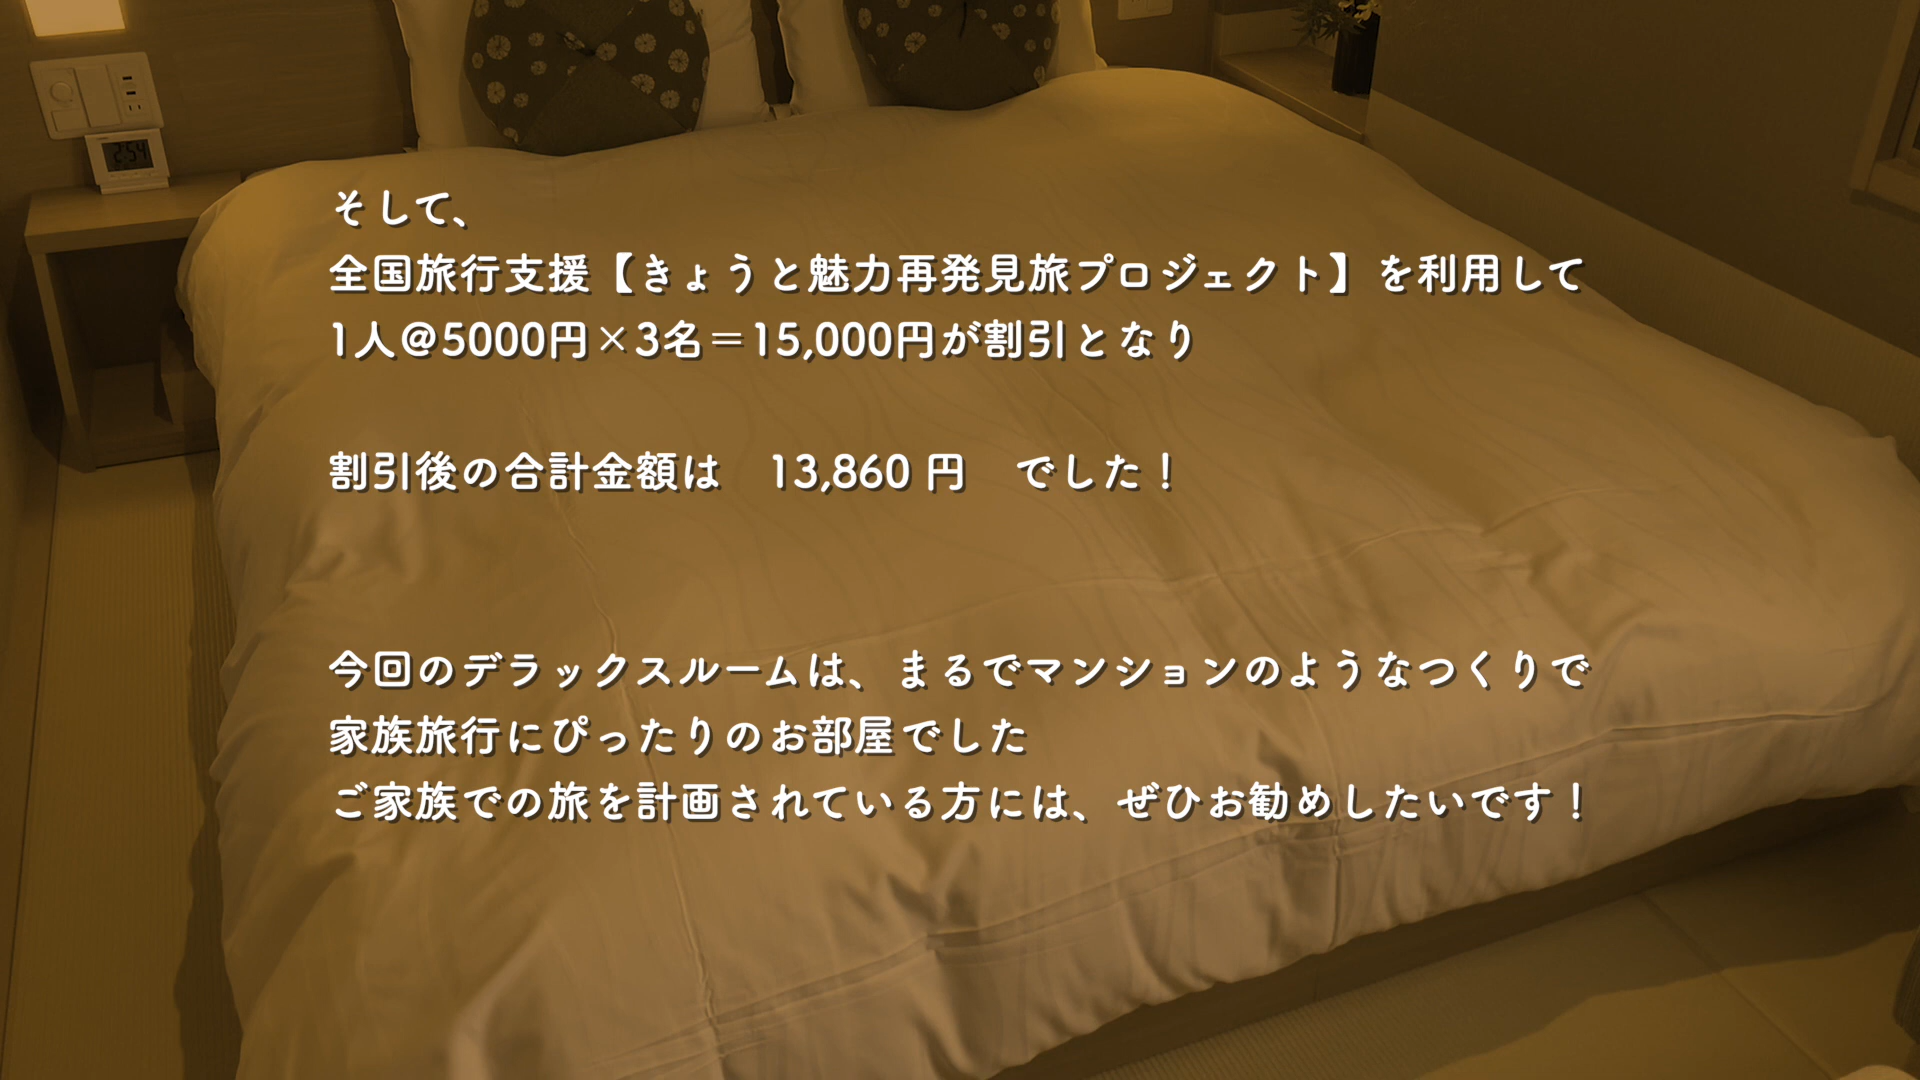 2:54
そして、
全国旅行支援【きょうと魅力再発見旅プロジェクト】を利用して
1人@5000円×3名=15,000円が割引となり
割引後の合計金額は　13,860 円　でした！
今回のデラックスルームは、まるでマンションのようなつくりで
家族旅行にぴったりのお部屋でした
ご家族での旅を計画されている方には、ぜひお勧めしたいです！